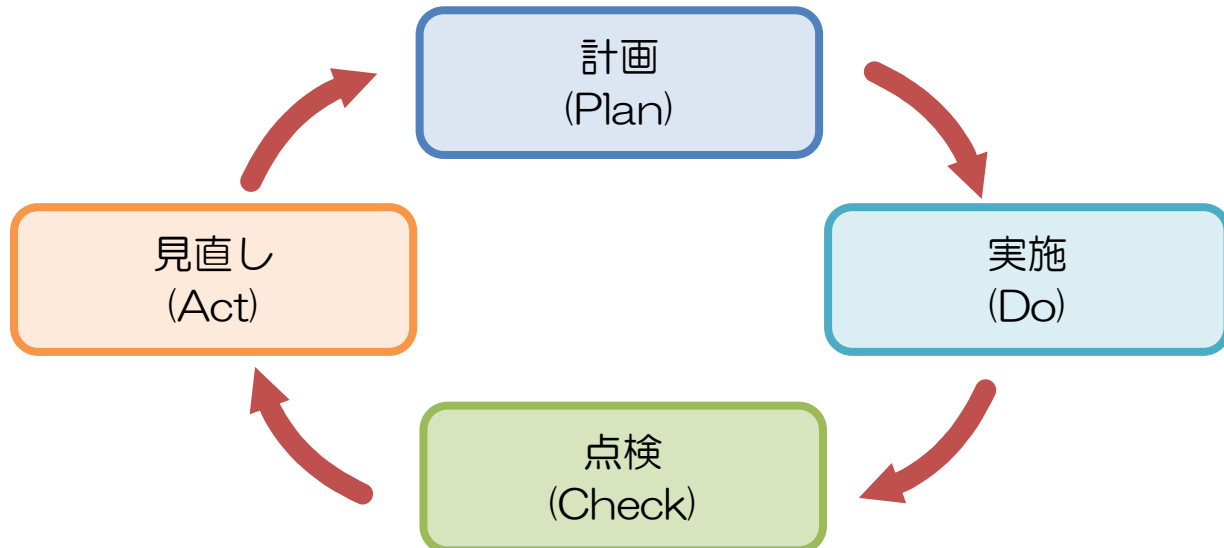 計画
(Plan)
実施
(Do)
点検
(Check)
見直し
(Act)